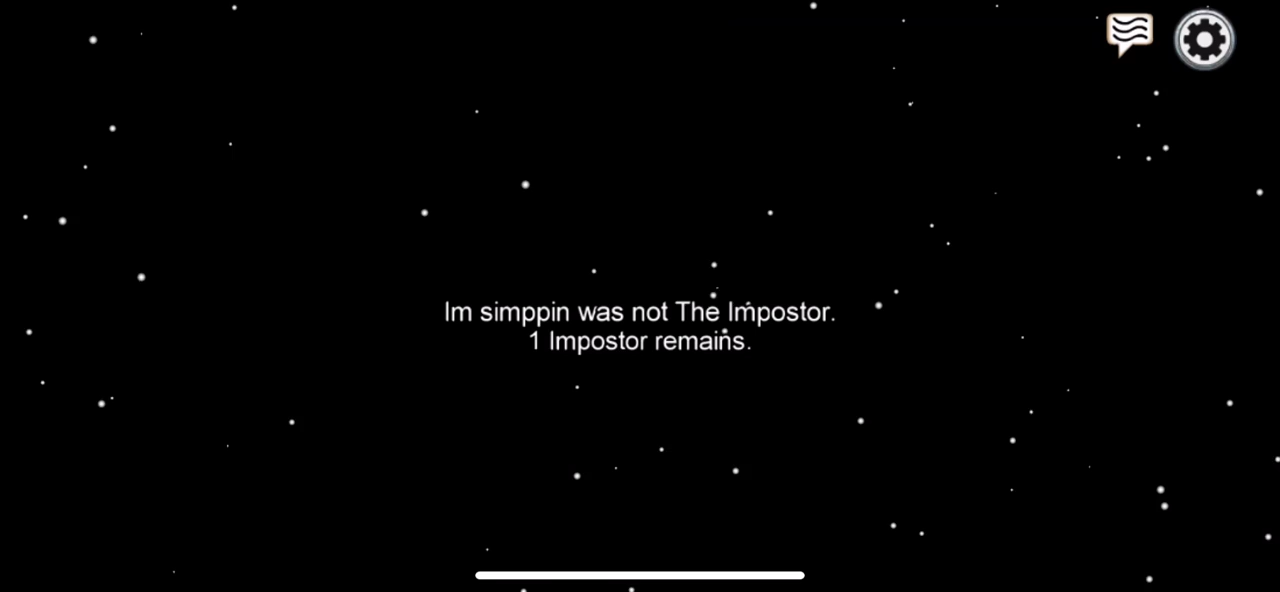 Im simppin was not The Impostor.
1 Impostor remains.